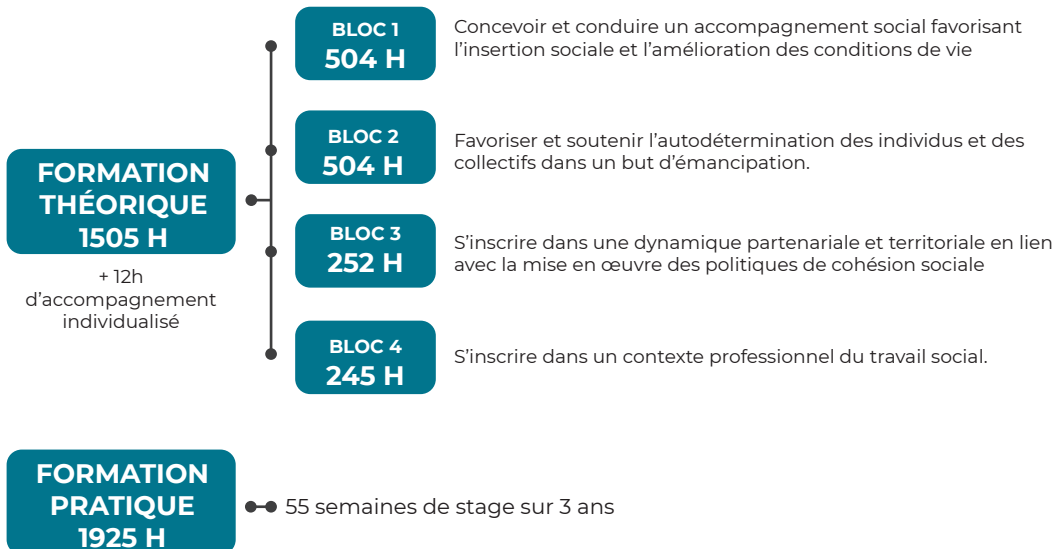 BLOC 1
504 H
Concevoir et conduire un accompagnement social favorisant
l'insertion sociale et l'amélioration des conditions de vie
BLOC 2
504 H
Favoriser et soutenir l'autodétermination des individus et des
collectifs dans un but d'émancipation.
FORMATION
THÉORIQUE
1505 H
+ 12h
d'accompagnement
individualisé
BLOC 3
252 H
S'inscrire dans une dynamique partenariale et territoriale en lien
avec la mise en œuvre des politiques de cohésion sociale
BLOC 4
245 H
S'inscrire dans un contexte professionnel du travail social.
FORMATION
PRATIQUE
1925 H
55 semaines de stage sur 3 ans